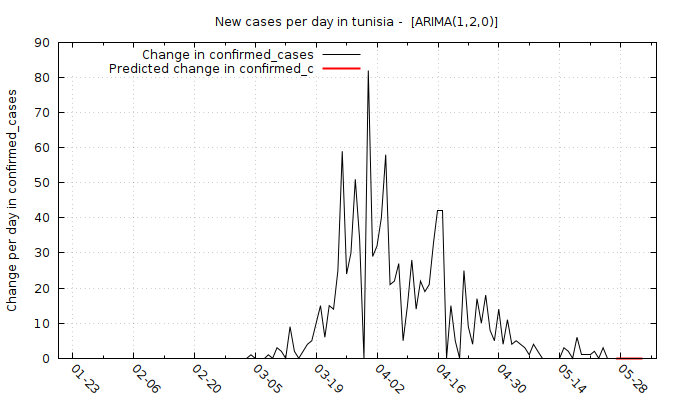 New cases per day in tunisia -  [ARIMA(1,2,0)]
Change in confirmed_cases
Predicted change in confirmed_c
Change per day in confirmed_cases
90
80
70
60
50
40
30
20
10
0
01-23 02-06 02-20 03-05 03-19 04-02 04-16 04-30 05-14 05-28